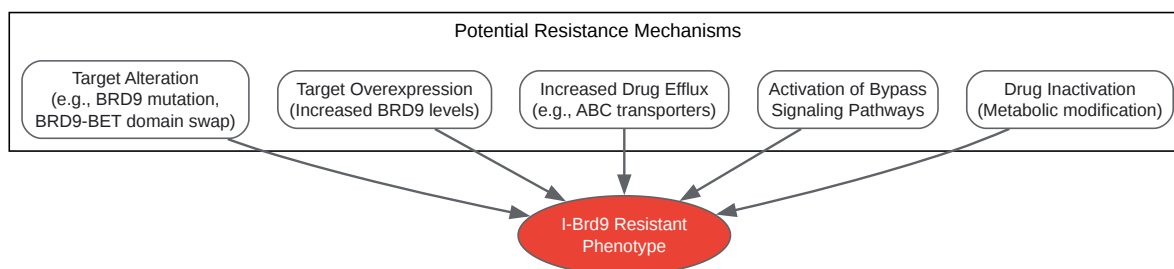 Potential Resistance Mechanisms
Target Alteration
(e.g., BRD9 mutation,
BRD9-BET domain swap)
Target Overexpression
(Increased BRD9 levels)
Increased Drug Efflux
(e.g., ABC transporters)
Activation of Bypass
Signaling Pathways
Drug Inactivation
(Metabolic modification)
I-Brd9 Resistant
Phenotype